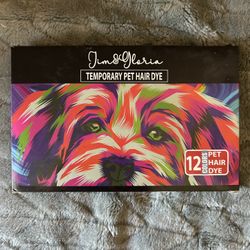 Jim&Gloria
TEMPORARY PET HAIR DYE
12 COLORS PET HAIR DYE